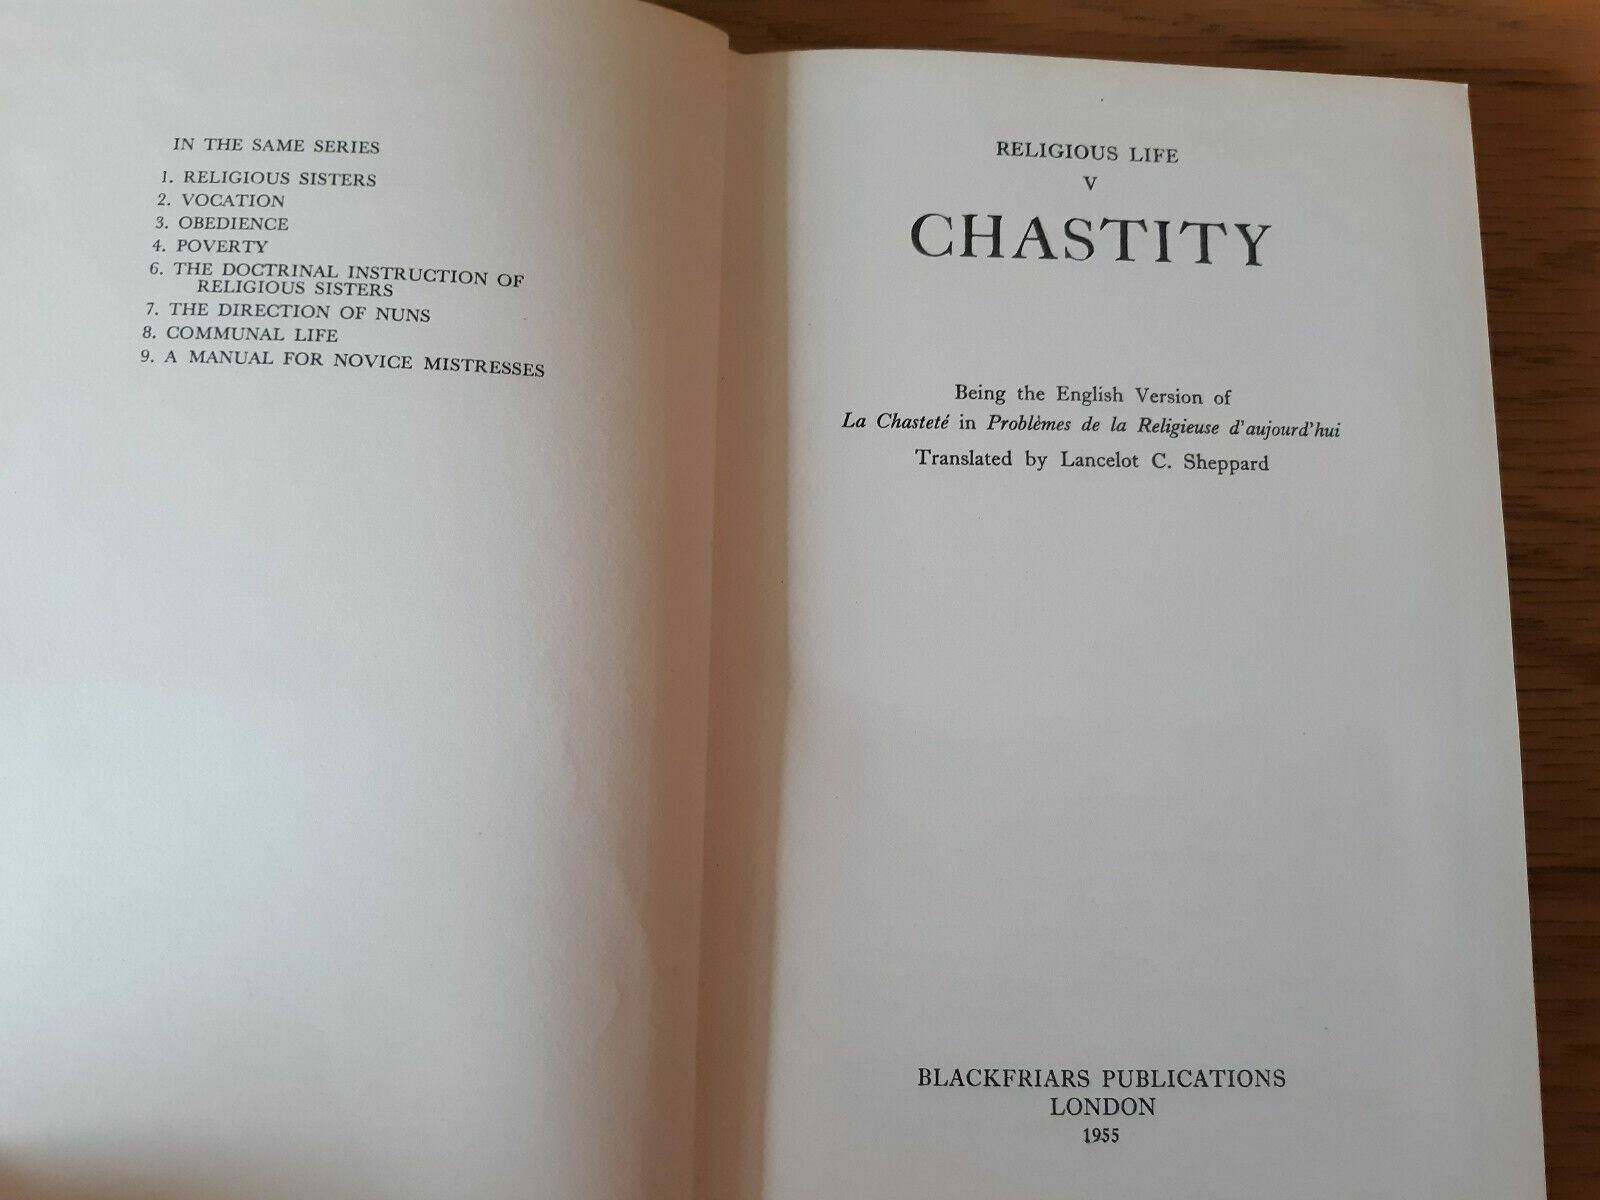 IN THE SAME SERIES
1. RELIGIOUS SISTERS
2. VOCATION
3. OBEDIENCE
4. POVERTY
6. THE DOCTRINAL INSTRUCTION OF
RELIGIOUS SISTERS
7. THE DIRECTION OF NUNS
8. COMMUNAL LIFE
9. A MANUAL FOR NOVICE MISTRESSES
RELIGIOUS LIFE
V
CHASTITY
Being the English Version of
La Chasteté in Problèmes de la Religieuse d'aujourd'hui
Translated by Lancelot C. Sheppard
BLACKFRIARS PUBLICATIONS
LONDON
1955